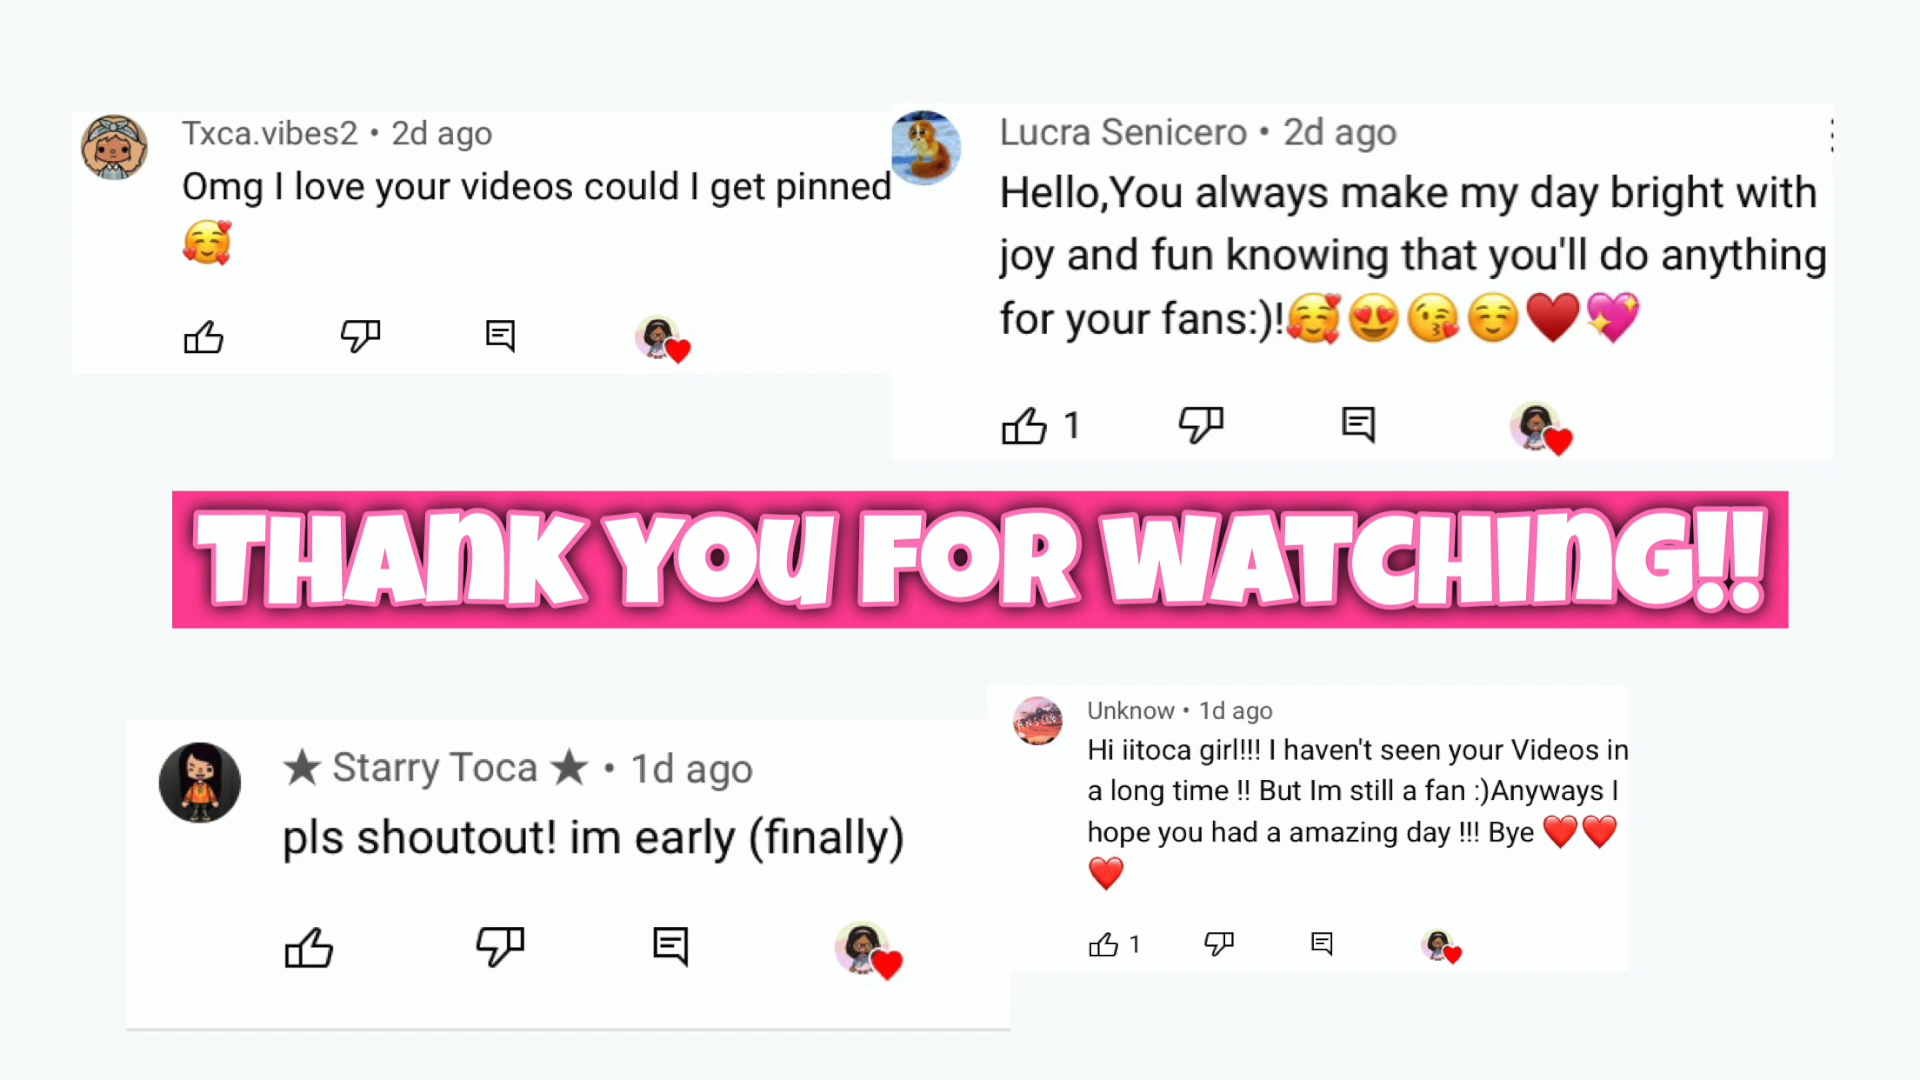 Txca.vibes2 • 2d ago
Omg I love your videos could I get pinned
🥰
Lucra Senicero • 2d ago
Hello,You always make my day bright with
joy and fun knowing that you'll do anything
for your fans:)!🥰😍😘☺️♥️💖
1
THANK YOU FOR WATCHING!!
★ Starry Toca ★ • 1d ago
pls shoutout! im early (finally)
Unknow • 1d ago
Hi iitoca girl!!! I haven't seen your Videos in
a long time !! But Im still a fan :)Anyways I
hope you had a amazing day !!! Bye ❤️❤️
❤️
1